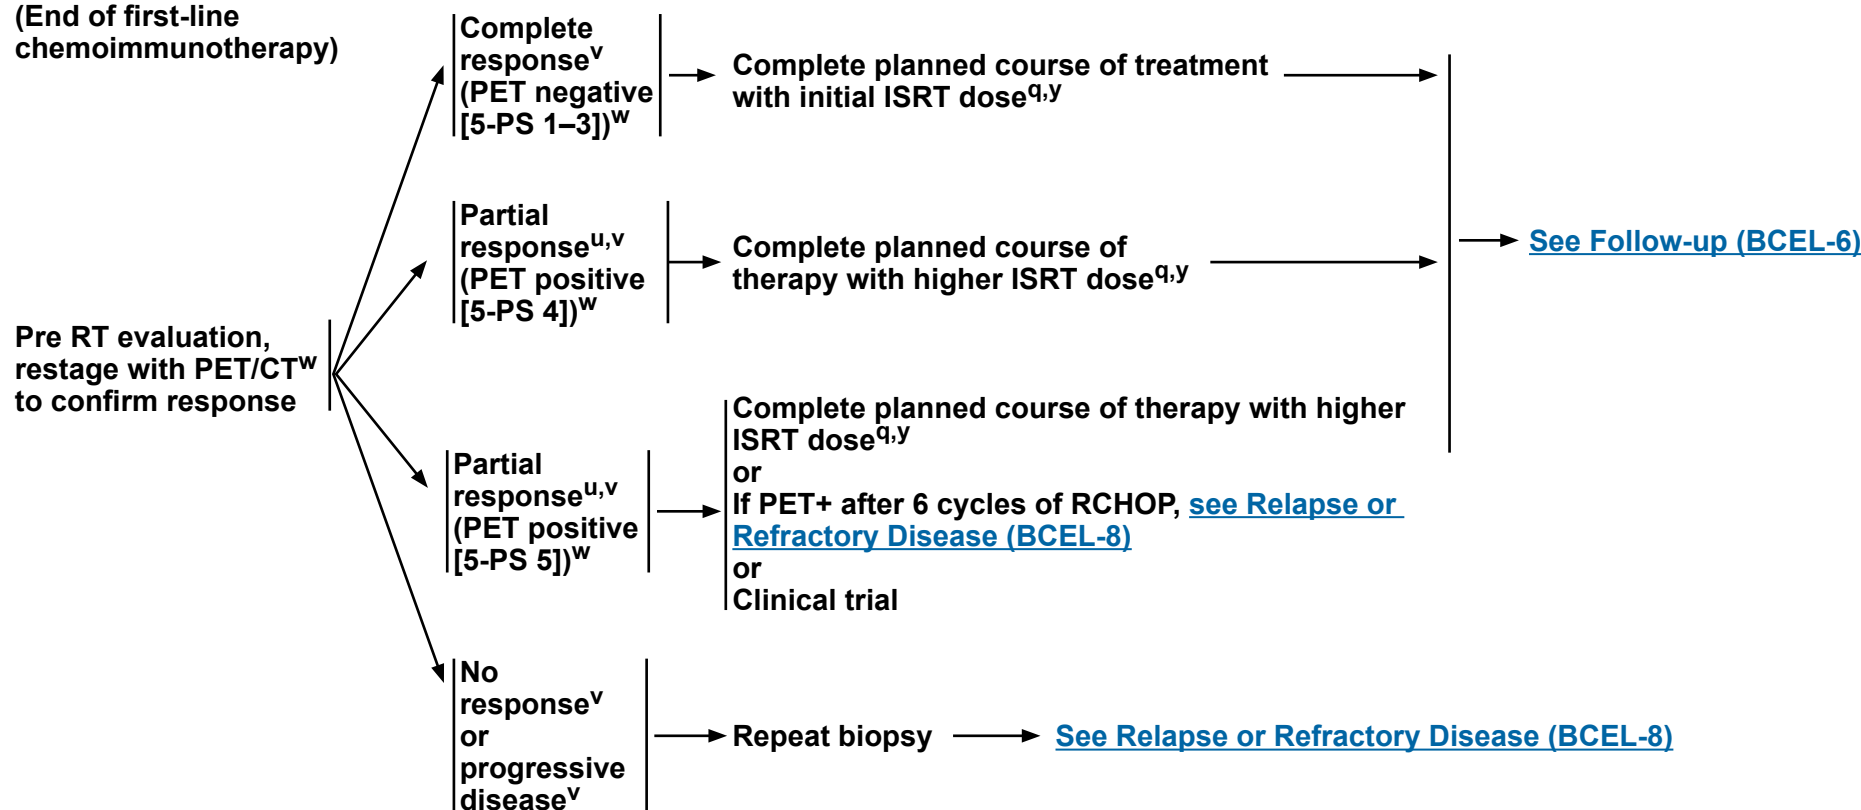 (End of first-line
chemoimmunotherapy)
Pre RT evaluation,
restage with PET/CTʷ
to confirm response
Complete
responseᵛ
(PET negative
[5-PS 1–3])ʷ
Complete planned course of treatment
with initial ISRT dose^q,y
Partial
responseᵘ,ᵛ
(PET positive
[5-PS 4])ʷ
Complete planned course of
therapy with higher ISRT dose^q,y
See Follow-up (BCEL-6)
Partial
responseᵘ,ᵛ
(PET positive
[5-PS 5])ʷ
Complete planned course of therapy with higher
ISRT dose^q,y
or
If PET+ after 6 cycles of RCHOP, see Relapse or
Refractory Disease (BCEL-8)
or
Clinical trial
No
responseᵛ
or
progressive
diseaseᵛ
Repeat biopsy
See Relapse or Refractory Disease (BCEL-8)